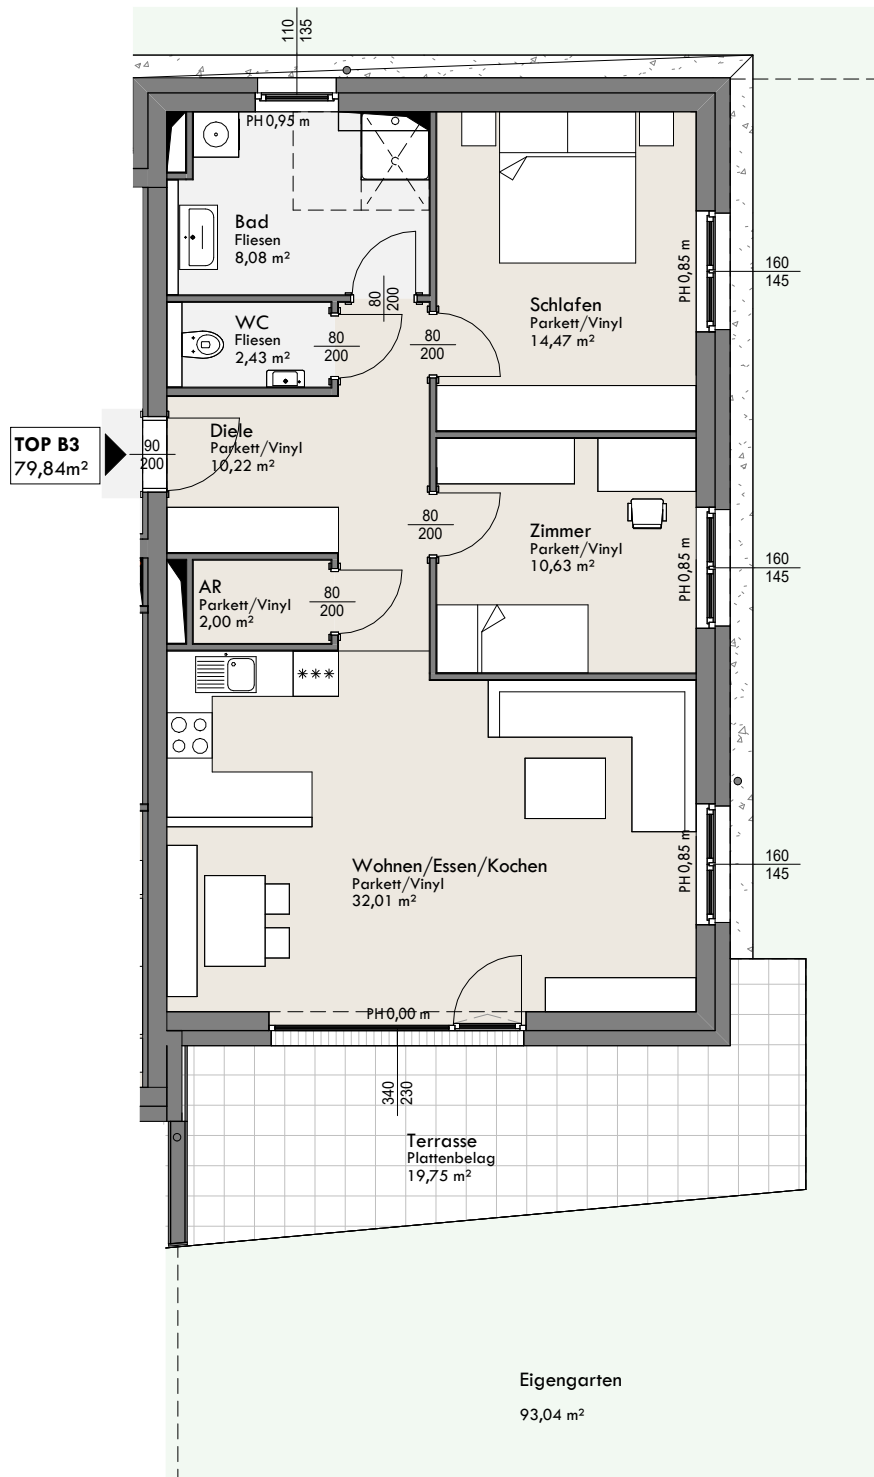 110
135
PH 0,95 m
Bad
Fliesen
8,08 m²
80
200
WC
Fliesen
2,43 m²
80
200
80
200
Schlafen
Parkett/Vinyl
14,47 m²
PH 0,85 m
160
145
TOP B3
79,84m²
90
200
Diele
Parkett/Vinyl
10,22 m²
80
200
Zimmer
Parkett/Vinyl
10,63 m²
PH 0,85 m
160
145
AR
Parkett/Vinyl
2,00 m²
80
200
***
Wohnen/Essen/Kochen
Parkett/Vinyl
32,01 m²
PH 0,85 m
160
145
PH 0,00 m
340
230
Terrasse
Plattenbelag
19,75 m²
Eigengarten
93,04 m²